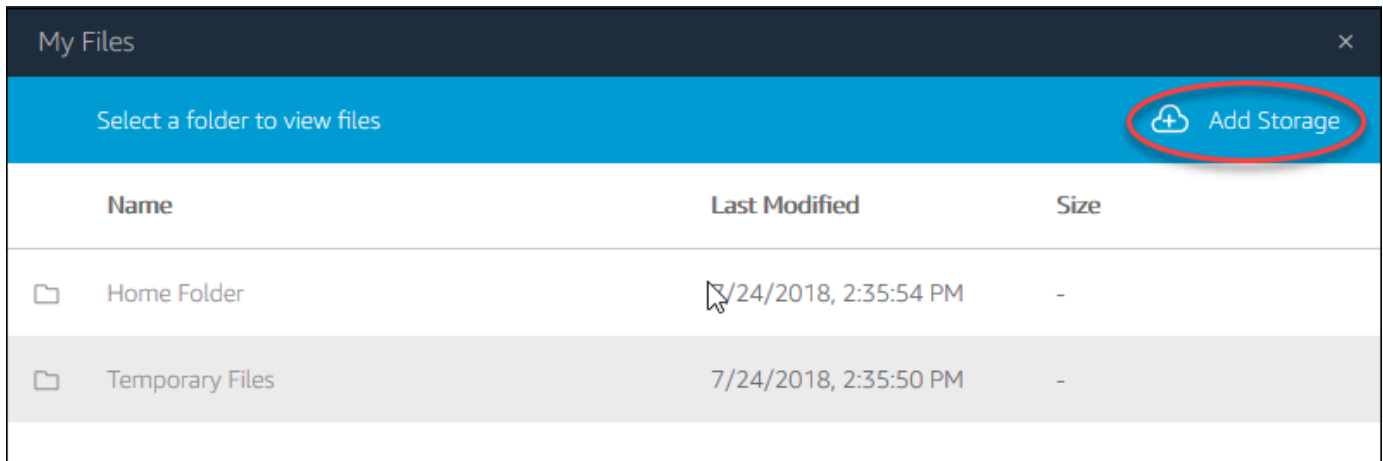 My Files
Select a folder to view files Add Storage
Name Last Modified Size
Home Folder 7/24/2018, 2:35:54 PM -
Temporary Files 7/24/2018, 2:35:50 PM -